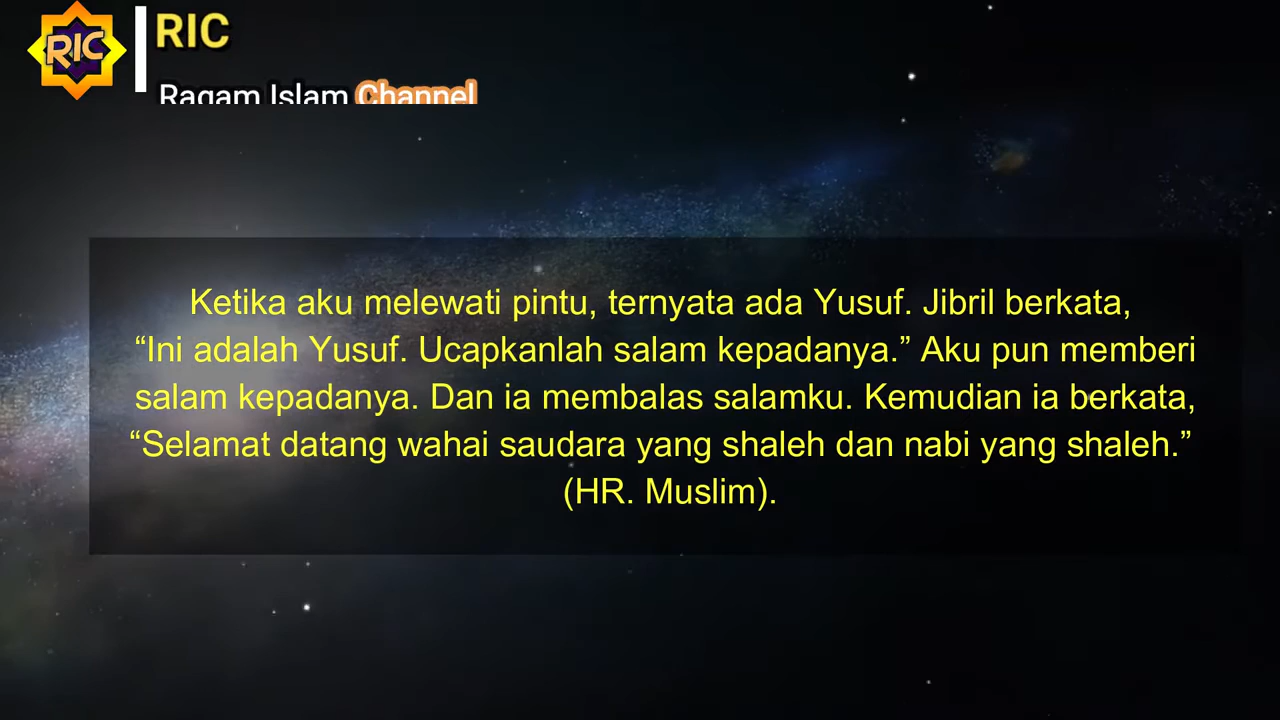 RIC
RIC
Ragam Islam Channel
Ketika aku melewati pintu, ternyata ada Yusuf. Jibril berkata,
“Ini adalah Yusuf. Ucapkanlah salam kepadanya.” Aku pun memberi
salam kepadanya. Dan ia membalas salamku. Kemudian ia berkata,
“Selamat datang wahai saudara yang shaleh dan nabi yang shaleh.”
(HR. Muslim).